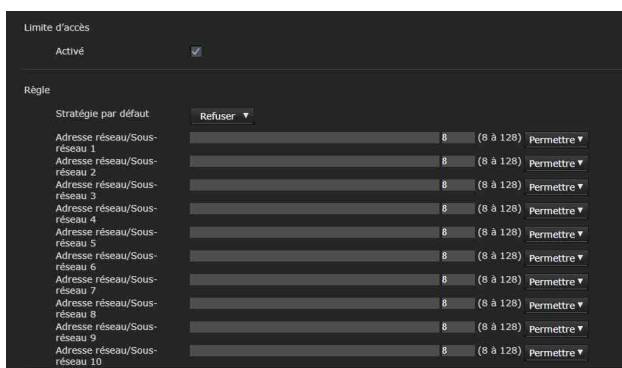 Limite d'accès
Activé
Règle
Stratégie par défaut Refuser ▼
Adresse réseau/Sous-
réseau 1 8 (8 à 128) Permettre ▼
Adresse réseau/Sous-
réseau 2 8 (8 à 128) Permettre ▼
Adresse réseau/Sous-
réseau 3 8 (8 à 128) Permettre ▼
Adresse réseau/Sous-
réseau 4 8 (8 à 128) Permettre ▼
Adresse réseau/Sous-
réseau 5 8 (8 à 128) Permettre ▼
Adresse réseau/Sous-
réseau 6 8 (8 à 128) Permettre ▼
Adresse réseau/Sous-
réseau 7 8 (8 à 128) Permettre ▼
Adresse réseau/Sous-
réseau 8 8 (8 à 128) Permettre ▼
Adresse réseau/Sous-
réseau 9 8 (8 à 128) Permettre ▼
Adresse réseau/Sous-
réseau 10 8 (8 à 128) Permettre ▼